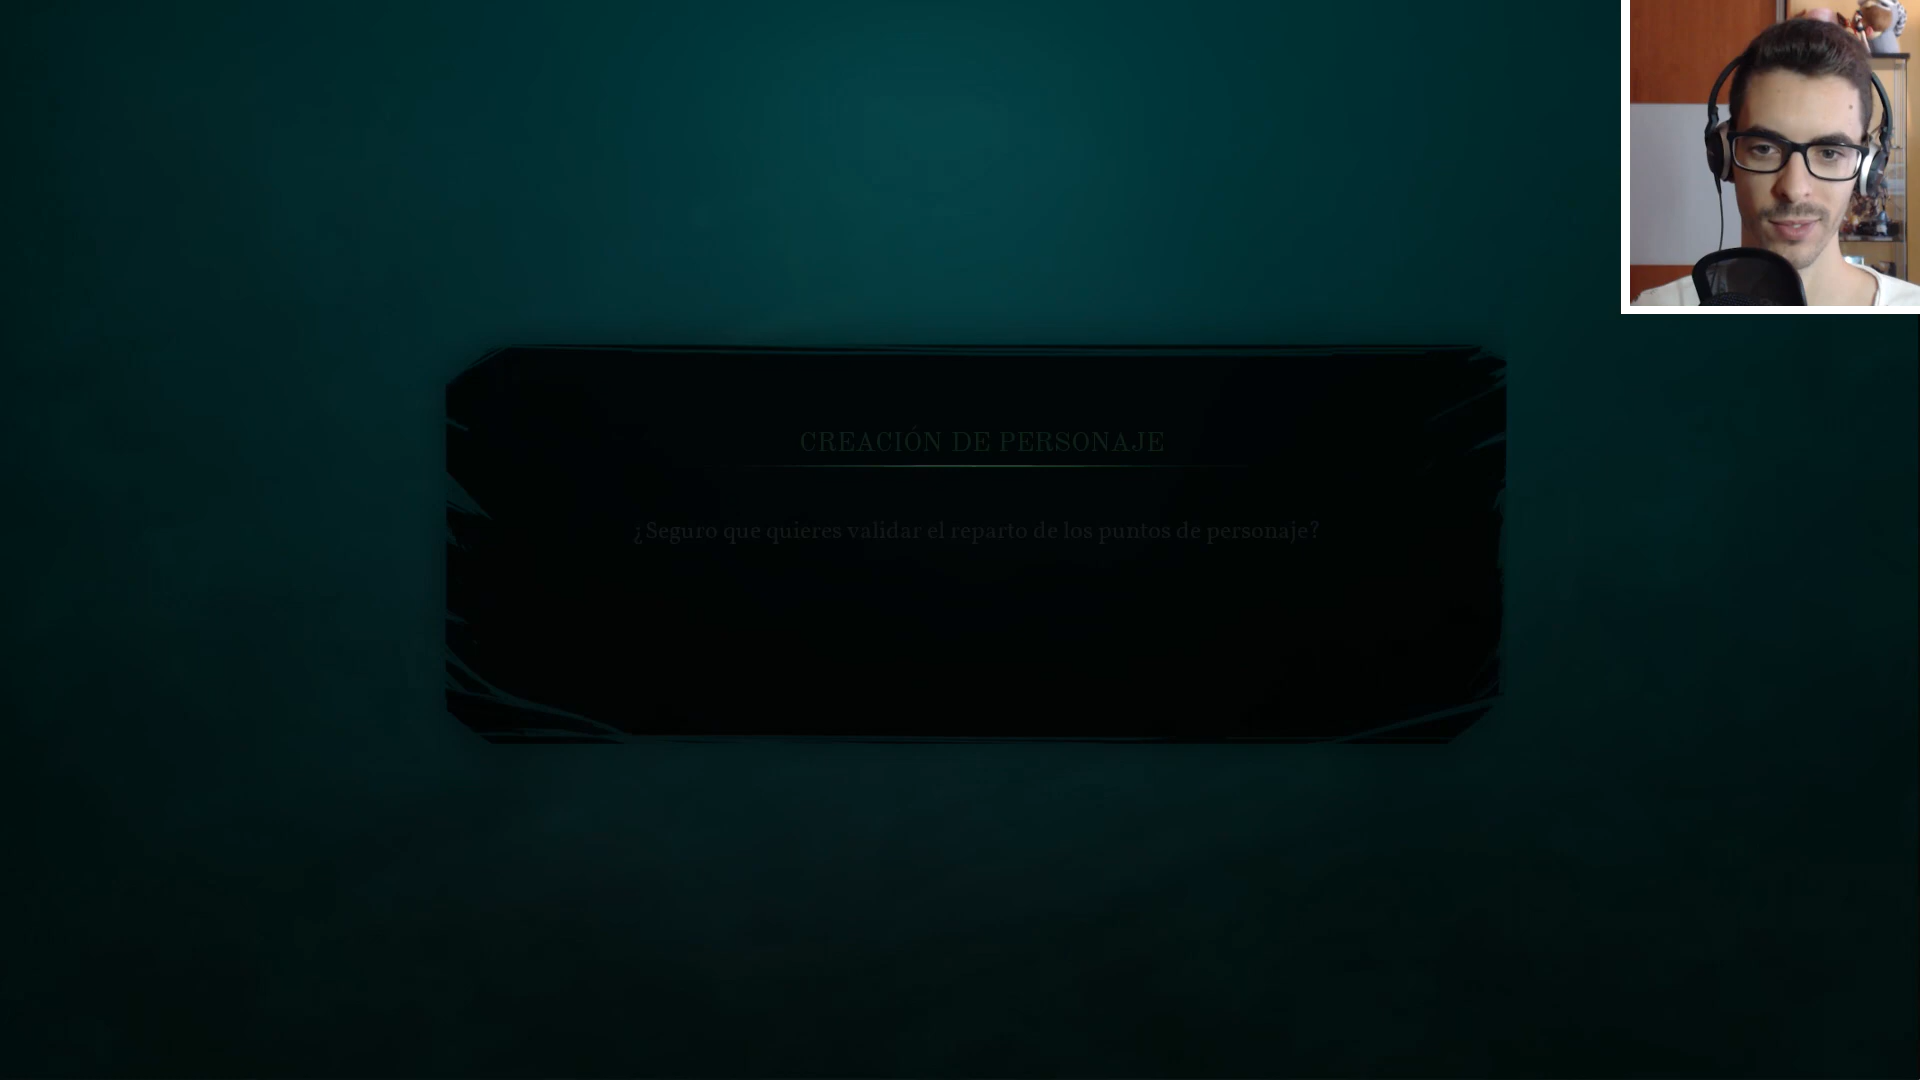 CREACIÓN DE PERSONAJE
¿Seguro que quieres validar el reparto de los puntos de personaje?